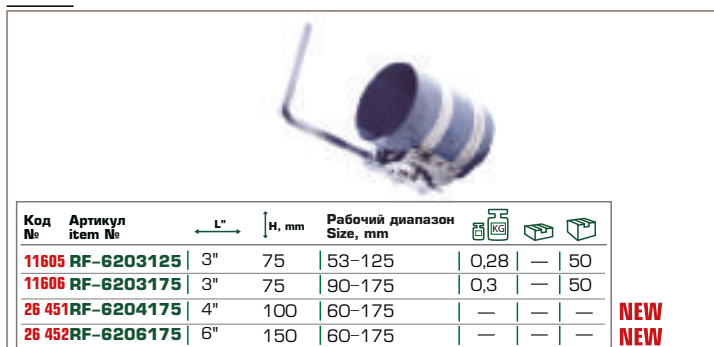 Код № Артикул item № L" H, mm Рабочий диапазон Size, mm KG
11605 RF-6203125 3" 75 53-125 0,28 — 50
11606 RF-6203175 3" 75 90-175 0,3 — 50
26 451 RF-6204175 4" 100 60-175 — — — NEW
26 452 RF-6206175 6" 150 60-175 — — — NEW